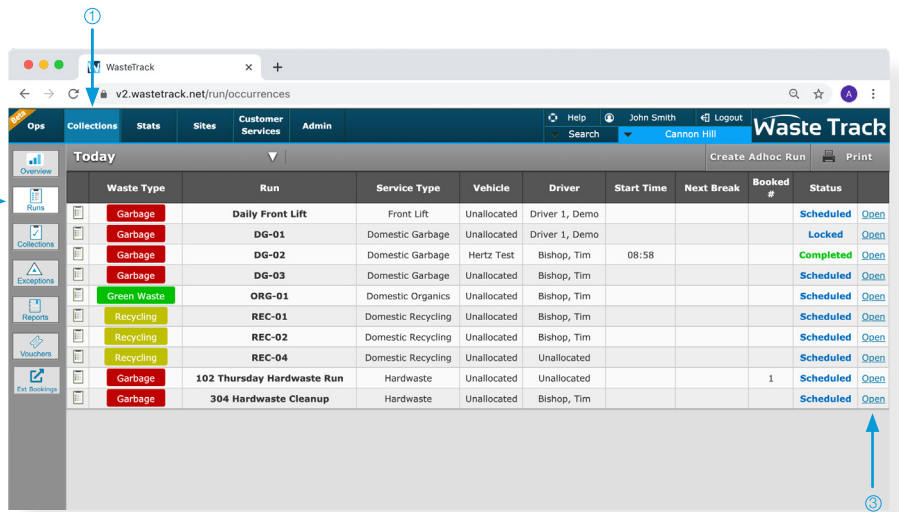 ①
WasteTrack × +
v2.wastetrack.net/run/occurrences A
Beta
Ops Collections Stats Sites Customer Services Admin
Help John Smith Logout
Search Cannon Hill
Waste Track
Today ▼ Create Adhoc Run Print
Overview
Runs
Collections
Exceptions
Reports
Vouchers
Ext Bookings
Waste Type Run Service Type Vehicle Driver Start Time Next Break Booked # Status
Garbage Daily Front Lift Front Lift Unallocated Driver 1, Demo Scheduled Open
Garbage DG-01 Domestic Garbage Unallocated Driver 1, Demo Locked Open
Garbage DG-02 Domestic Garbage Hertz Test Bishop, Tim 08:58 Completed Open
Garbage DG-03 Domestic Garbage Unallocated Bishop, Tim Scheduled Open
Green Waste ORG-01 Domestic Organics Unallocated Bishop, Tim Scheduled Open
Recycling REC-01 Domestic Recycling Unallocated Bishop, Tim Scheduled Open
Recycling REC-02 Domestic Recycling Unallocated Bishop, Tim Scheduled Open
Recycling REC-04 Domestic Recycling Unallocated Unallocated Scheduled Open
Garbage 102 Thursday Hardwaste Run Hardwaste Unallocated Unallocated 1 Scheduled Open
Garbage 304 Hardwaste Cleanup Hardwaste Unallocated Bishop, Tim Scheduled Open
③